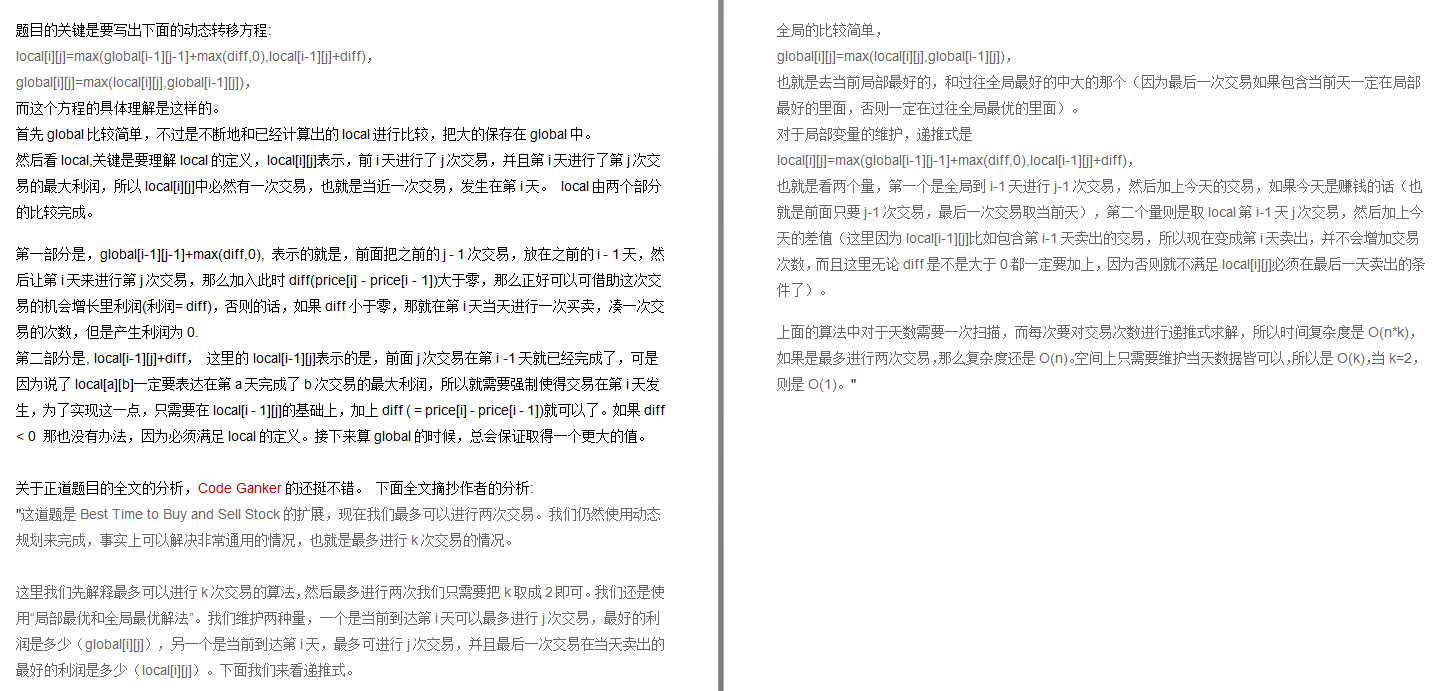 题目的关键是要写出下面的动态转移方程:
local[i][j]=max(global[i-1][j-1]+max(diff,0),local[i-1][j]+diff)，
global[i][j]=max(local[i][j],global[i-1][j])，
而这个方程的具体理解是这样的。
首先 global 比较简单，不过是不断地和已经计算出的 local 进行比较，把大的保存在 global 中。
然后看 local,关键是要理解 local 的定义，local[i][j]表示，前 i 天进行了 j 次交易，并且第 i 天进行了第 j 次交
易的最大利润，所以 local[i][j]中必然有一次交易，也就是当近一次交易，发生在第 i 天。 local 由两个部分
的比较完成。
第一部分是，global[i-1][j-1]+max(diff,0), 表示的就是，前面把之前的 j - 1 次交易，放在之前的 i - 1 天，然
后让第 i 天来进行第 j 次交易，那么加入此时 diff(price[i] - price[i - 1])大于零，那么正好可以可借助这次交
易的机会增长里利润(利润= diff)，否则的话，如果 diff 小于零，那就在第 i 天当天进行一次买卖，凑一次交
易的次数，但是产生利润为 0.
第二部分是, local[i-1][j]+diff， 这里的 local[i-1][j]表示的是，前面 j 次交易在第 i -1 天就已经完成了，可是
因为说了 local[a][b]一定要表达在第 a 天完成了 b 次交易的最大利润，所以就需要强制使得交易在第 i 天发
生，为了实现这一点，只需要在 local[i - 1][j]的基础上，加上 diff ( = price[i] - price[i - 1])就可以了。如果 diff
< 0 那也没有办法，因为必须满足 local 的定义。接下来算 global 的时候，总会保证取得一个更大的值。
关于正道题目的全文的分析，Code Ganker 的还挺不错。 下面全文摘抄作者的分析:
"这道题是 Best Time to Buy and Sell Stock 的扩展，现在我们最多可以进行两次交易。我们仍然使用动态
规划来完成，事实上可以解决非常通用的情况，也就是最多进行 k 次交易的情况。
这里我们先解释最多可以进行 k 次交易的算法，然后最多进行两次我们只需要把 k 取成 2 即可。我们还是使
用“局部最优和全局最优解法”。我们维护两种量，一个是当前到达第 i 天可以最多进行 j 次交易，最好的利
润是多少（global[i][j]），另一个是当前到达第 i 天，最多可进行 j 次交易，并且最后一次交易在当天卖出的
最好的利润是多少（local[i][j]）。下面我们来看递推式。
全局的比较简单，
global[i][j]=max(local[i][j],global[i-1][j])，
也就是去当前局部最好的，和过往全局最好的中大的那个（因为最后一次交易如果包含当前天一定在局部
最好的里面，否则一定在过往全局最优的里面）。
对于局部变量的维护，递推式是
local[i][j]=max(global[i-1][j-1]+max(diff,0),local[i-1][j]+diff)，
也就是看两个量，第一个是全局到 i-1 天进行 j-1 次交易，然后加上今天的交易，如果今天是赚钱的话（也
就是前面只要 j-1 次交易，最后一次交易取当前天），第二个量则是取 local 第 i-1 天 j 次交易，然后加上今
天的差值（这里因为 local[i-1][j]比如包含第 i-1 天卖出的交易，所以现在变成第 i 天卖出，并不会增加交易
次数，而且这里无论 diff 是不是大于 0 都一定要加上，因为否则就不满足 local[i][j]必须在最后一天卖出的条
件了）。
上面的算法中对于天数需要一次扫描，而每次要对交易次数进行递推式求解，所以时间复杂度是 O(n*k)，
如果是最多进行两次交易，那么复杂度还是 O(n)。空间上只需要维护当天数据皆可以，所以是 O(k)，当 k=2，
则是 O(1)。"